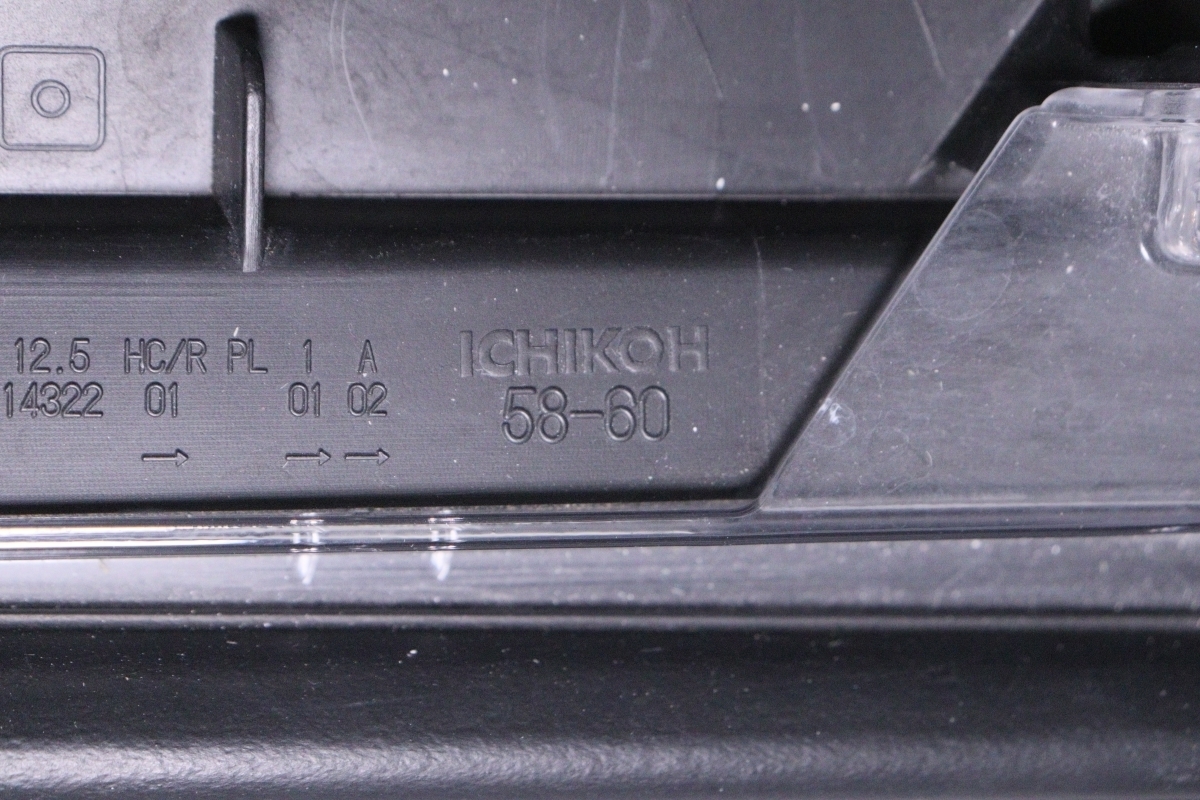 12.5 HC/R PL 1 A
14322 01 01 02
→ → →
ICHIKOH
58-60